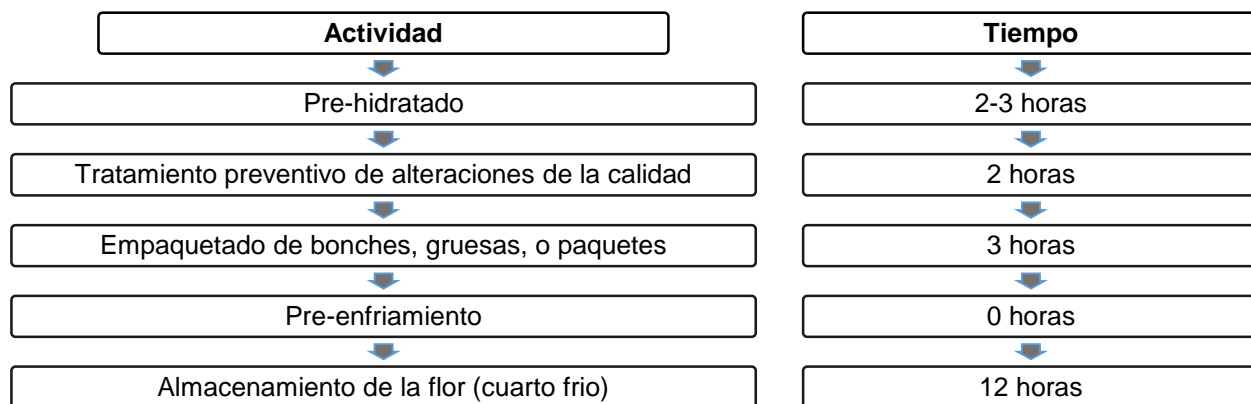 Actividad Tiempo
Pre-hidratado 2-3 horas
Tratamiento preventivo de alteraciones de la calidad 2 horas
Empaquetado de bonches, gruesas, o paquetes 3 horas
Pre-enfriamiento 0 horas
Almacenamiento de la flor (cuarto frio) 12 horas